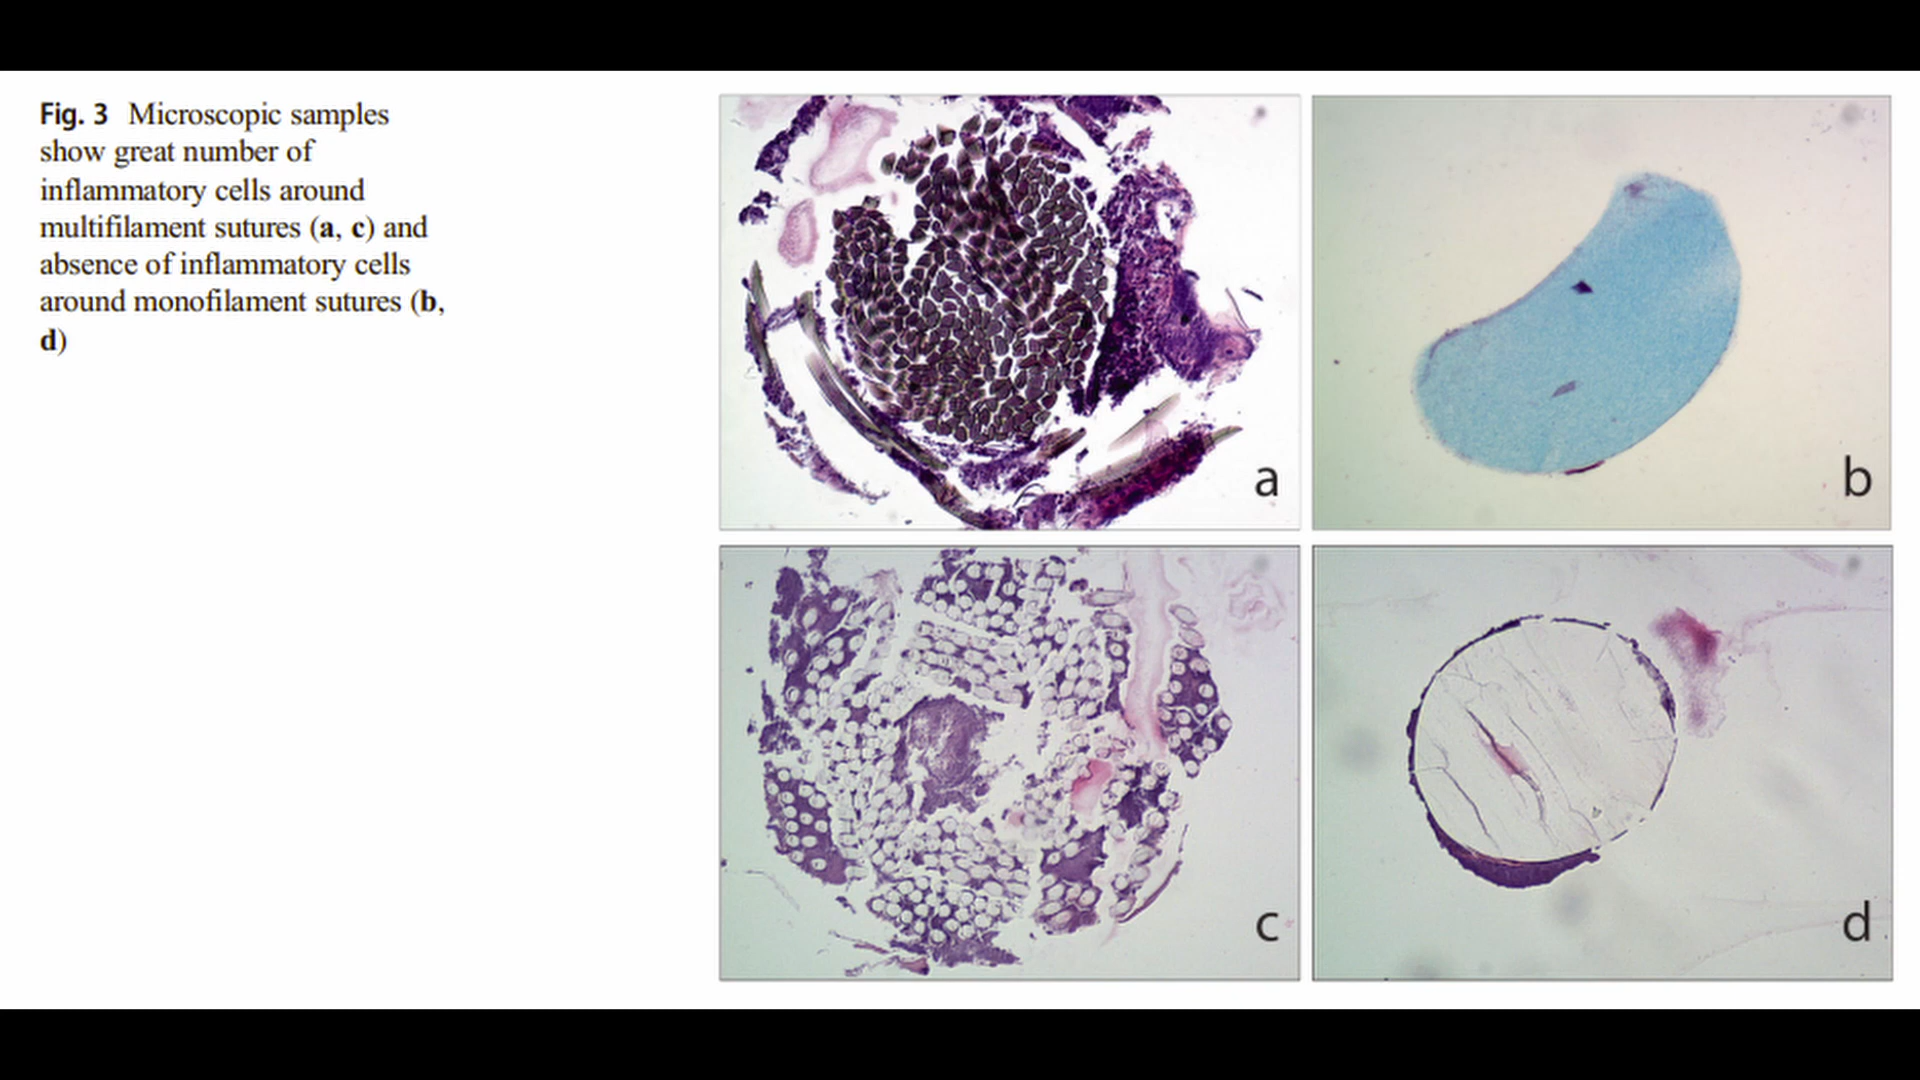 Fig. 3 Microscopic samples
show great number of
inflammatory cells around
multifilament sutures (a, c) and
absence of inflammatory cells
around monofilament sutures (b,
d)
a
b
c
d